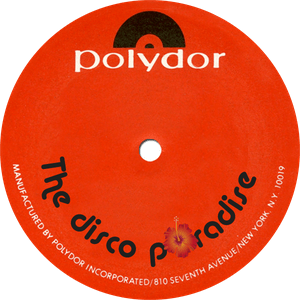 polydor
The disco paradise
MANUFACTURED BY POLYDOR INCORPORATED/810 SEVENTH AVENUE/NEW YORK, N.Y. 10019